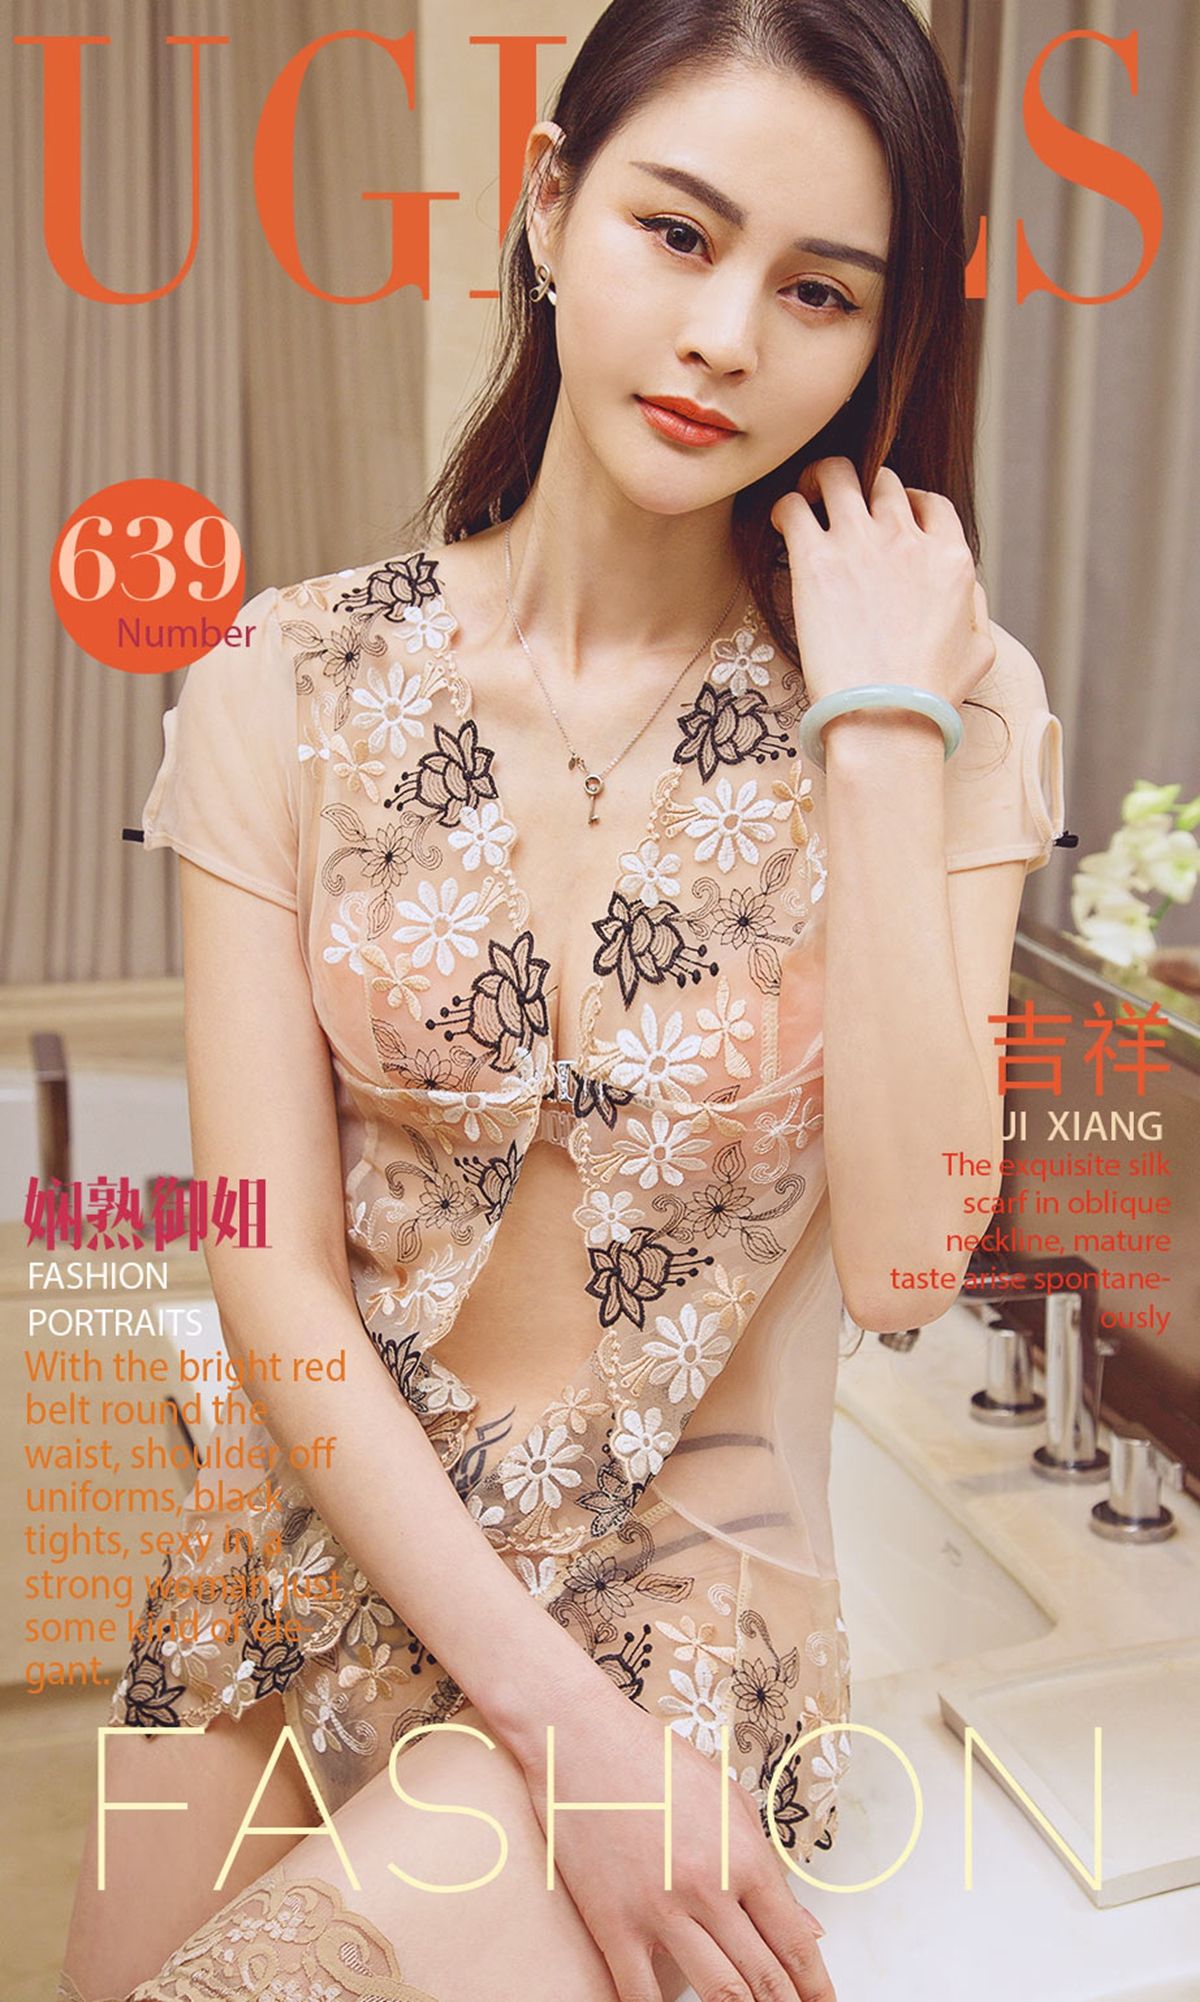 UGIRLS
639
Number
吉祥
JI XIANG
The exquisite silk
scarf in oblique
neckline, mature
taste arise spontane-
ously
娴熟御姐
FASHION
PORTRAITS
With the bright red
belt round the
waist, shoulder off
uniforms, black
tights, sexy in a
strong woman just
some kind of ele-
gant.
FASHION